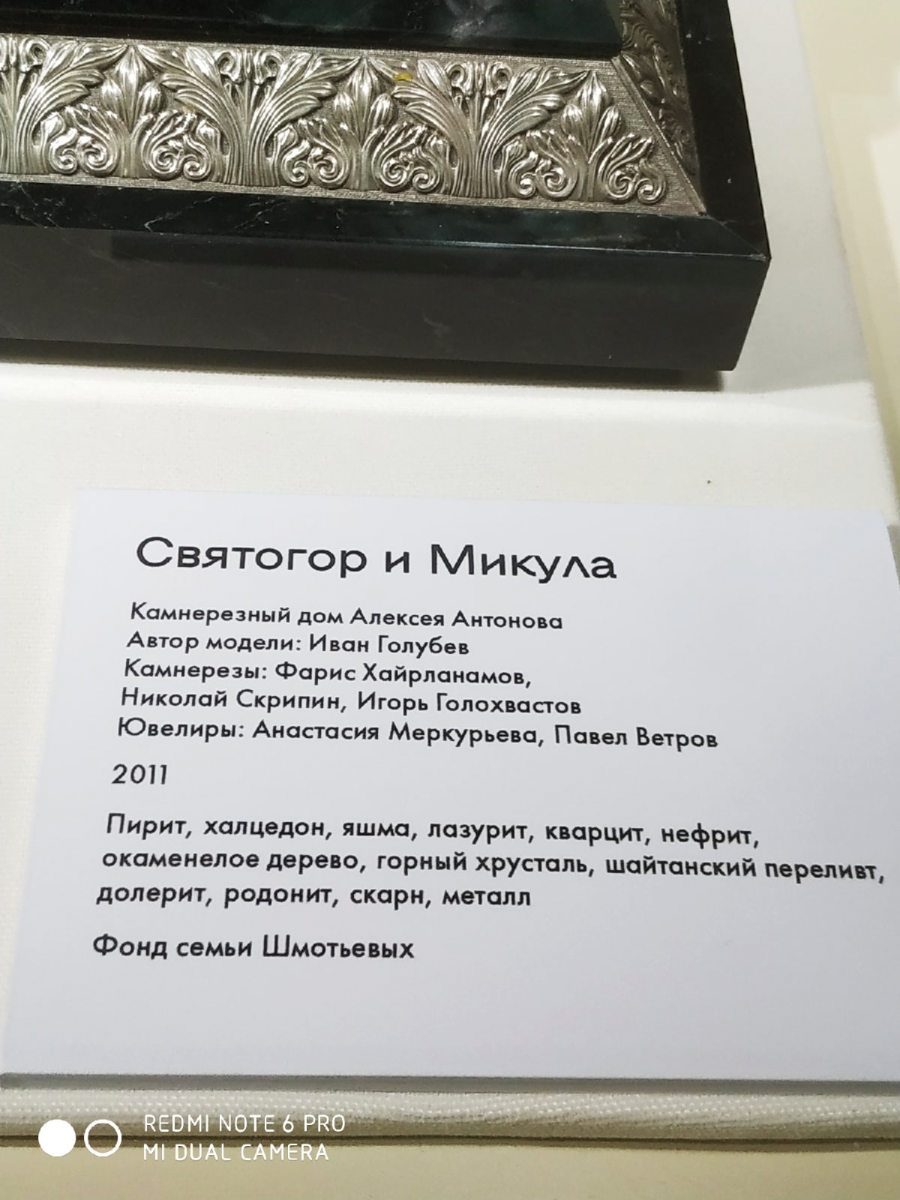 Святогор и Микула
Камнерезный дом Алексея Антонова
Автор модели: Иван Голубев
Камнерезы: Фарис Хайрланамов,
Николай Скрипин, Игорь Голохвастов
Ювелиры: Анастасия Меркурьева, Павел Ветров
2011
Пирит, халцедон, яшма, лазурит, кварцит, нефрит,
окаменелое дерево, горный хрусталь, шайтанский переливт,
долерит, родонит, скарн, металл
Фонд семьи Шмотьевых
REDMI NOTE 6 PRO
MI DUAL CAMERA